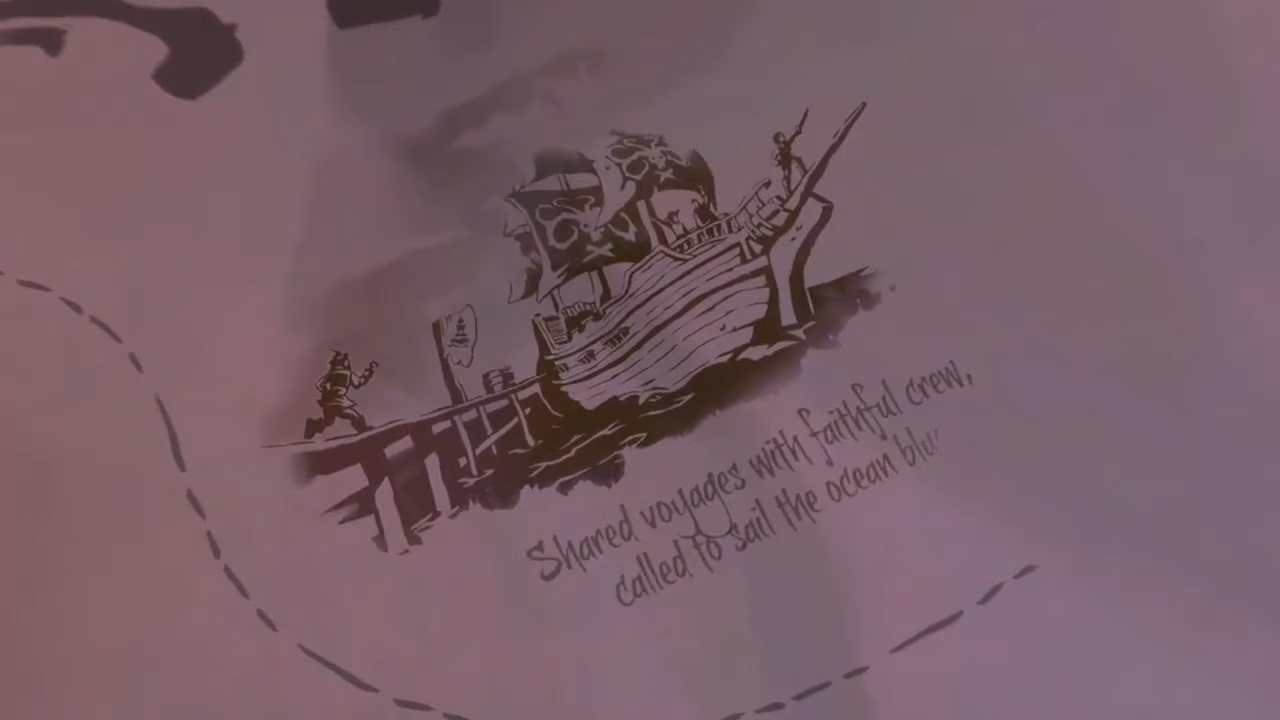 Shared voyages with faithful crew,
called to sail the ocean blu